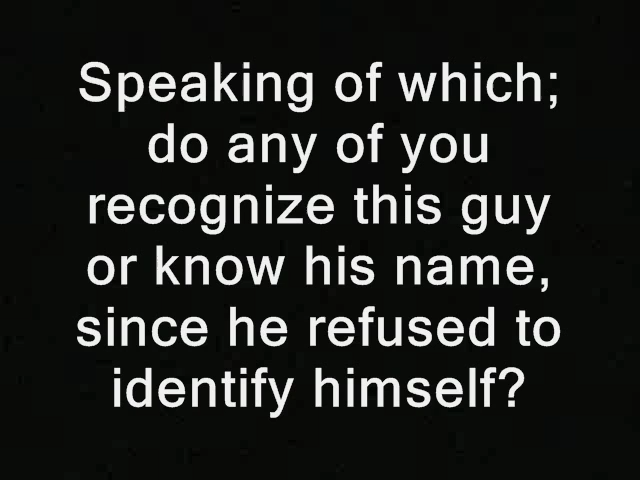 Speaking of which;
do any of you
recognize this guy
or know his name,
since he refused to
identify himself?